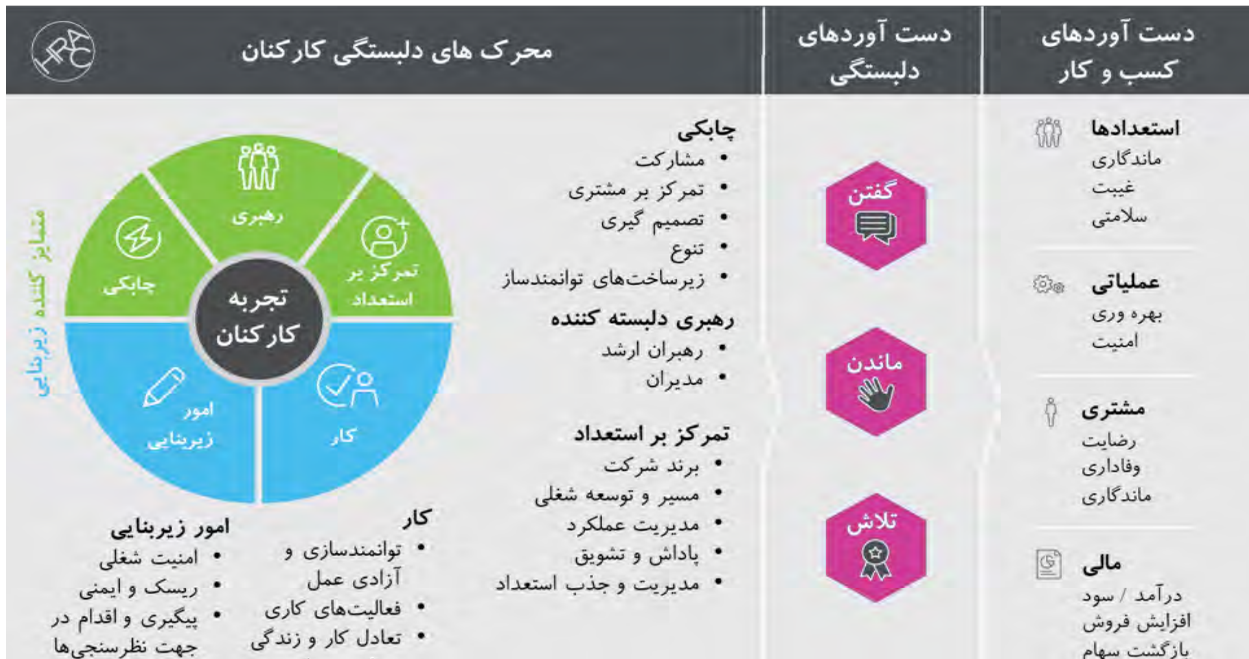 HRAC
محرک های دلبستگی کارکنان
دست آوردهای
دلبستگی
دست آوردهای
کسب و کار
متمایز کننده
زیربنایی
رهبری
چابکی
تمرکز بر
استعداد
تجربه
کارکنان
امور
زیربنایی
کار
چابکی
• مشارکت
• تمرکز بر مشتری
• تصمیم گیری
• تنوع
• زیرساخت‌های توانمندساز
رهبری دلبسته کننده
• رهبران ارشد
• مدیران
تمرکز بر استعداد
• برند شرکت
• مسیر و توسعه شغلی
• مدیریت عملکرد
• پاداش و تشویق
• مدیریت و جذب استعداد
کار
• توانمندسازی و
آزادی عمل
• فعالیت‌های کاری
• تعادل کار و زندگی
امور زیربنایی
• امنیت شغلی
• ریسک و ایمنی
• پیگیری و اقدام در
جهت نظرسنجی‌ها
گفتن
ماندن
تلاش
استعدادها
ماندگاری
غیبت
سلامتی
عملیاتی
بهره وری
امنیت
مشتری
رضایت
وفاداری
ماندگاری
مالی
درآمد / سود
افزایش فروش
بازگشت سهام